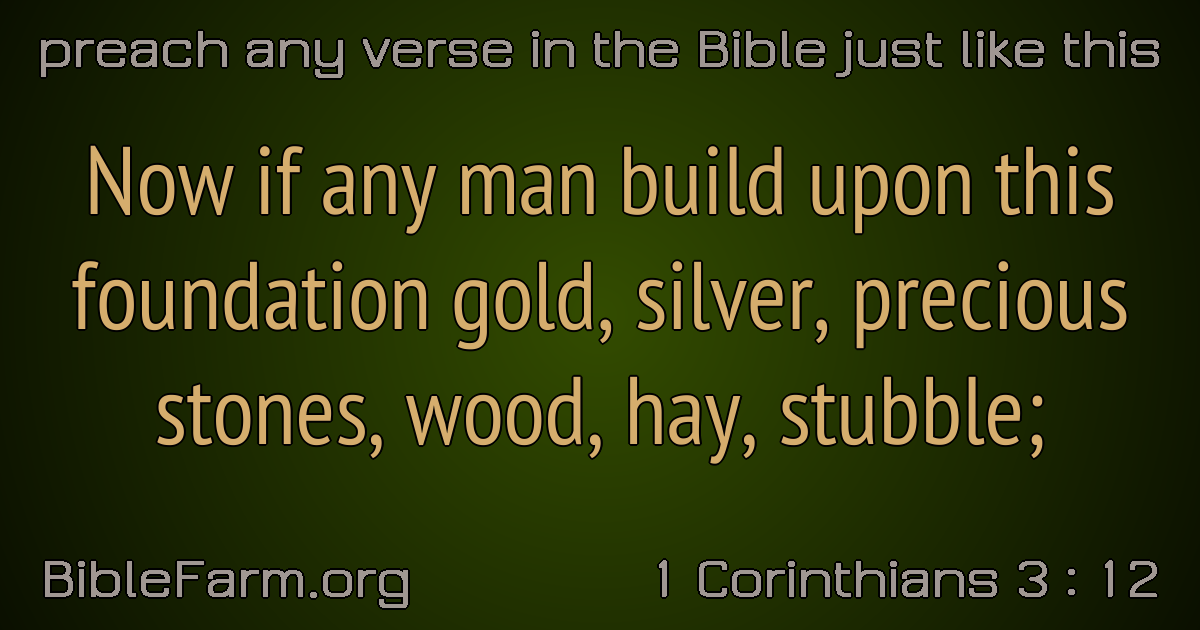 preach any verse in the Bible just like this
Now if any man build upon this
foundation gold, silver, precious
stones, wood, hay, stubble;
BibleFarm.org
1 Corinthians 3 : 12